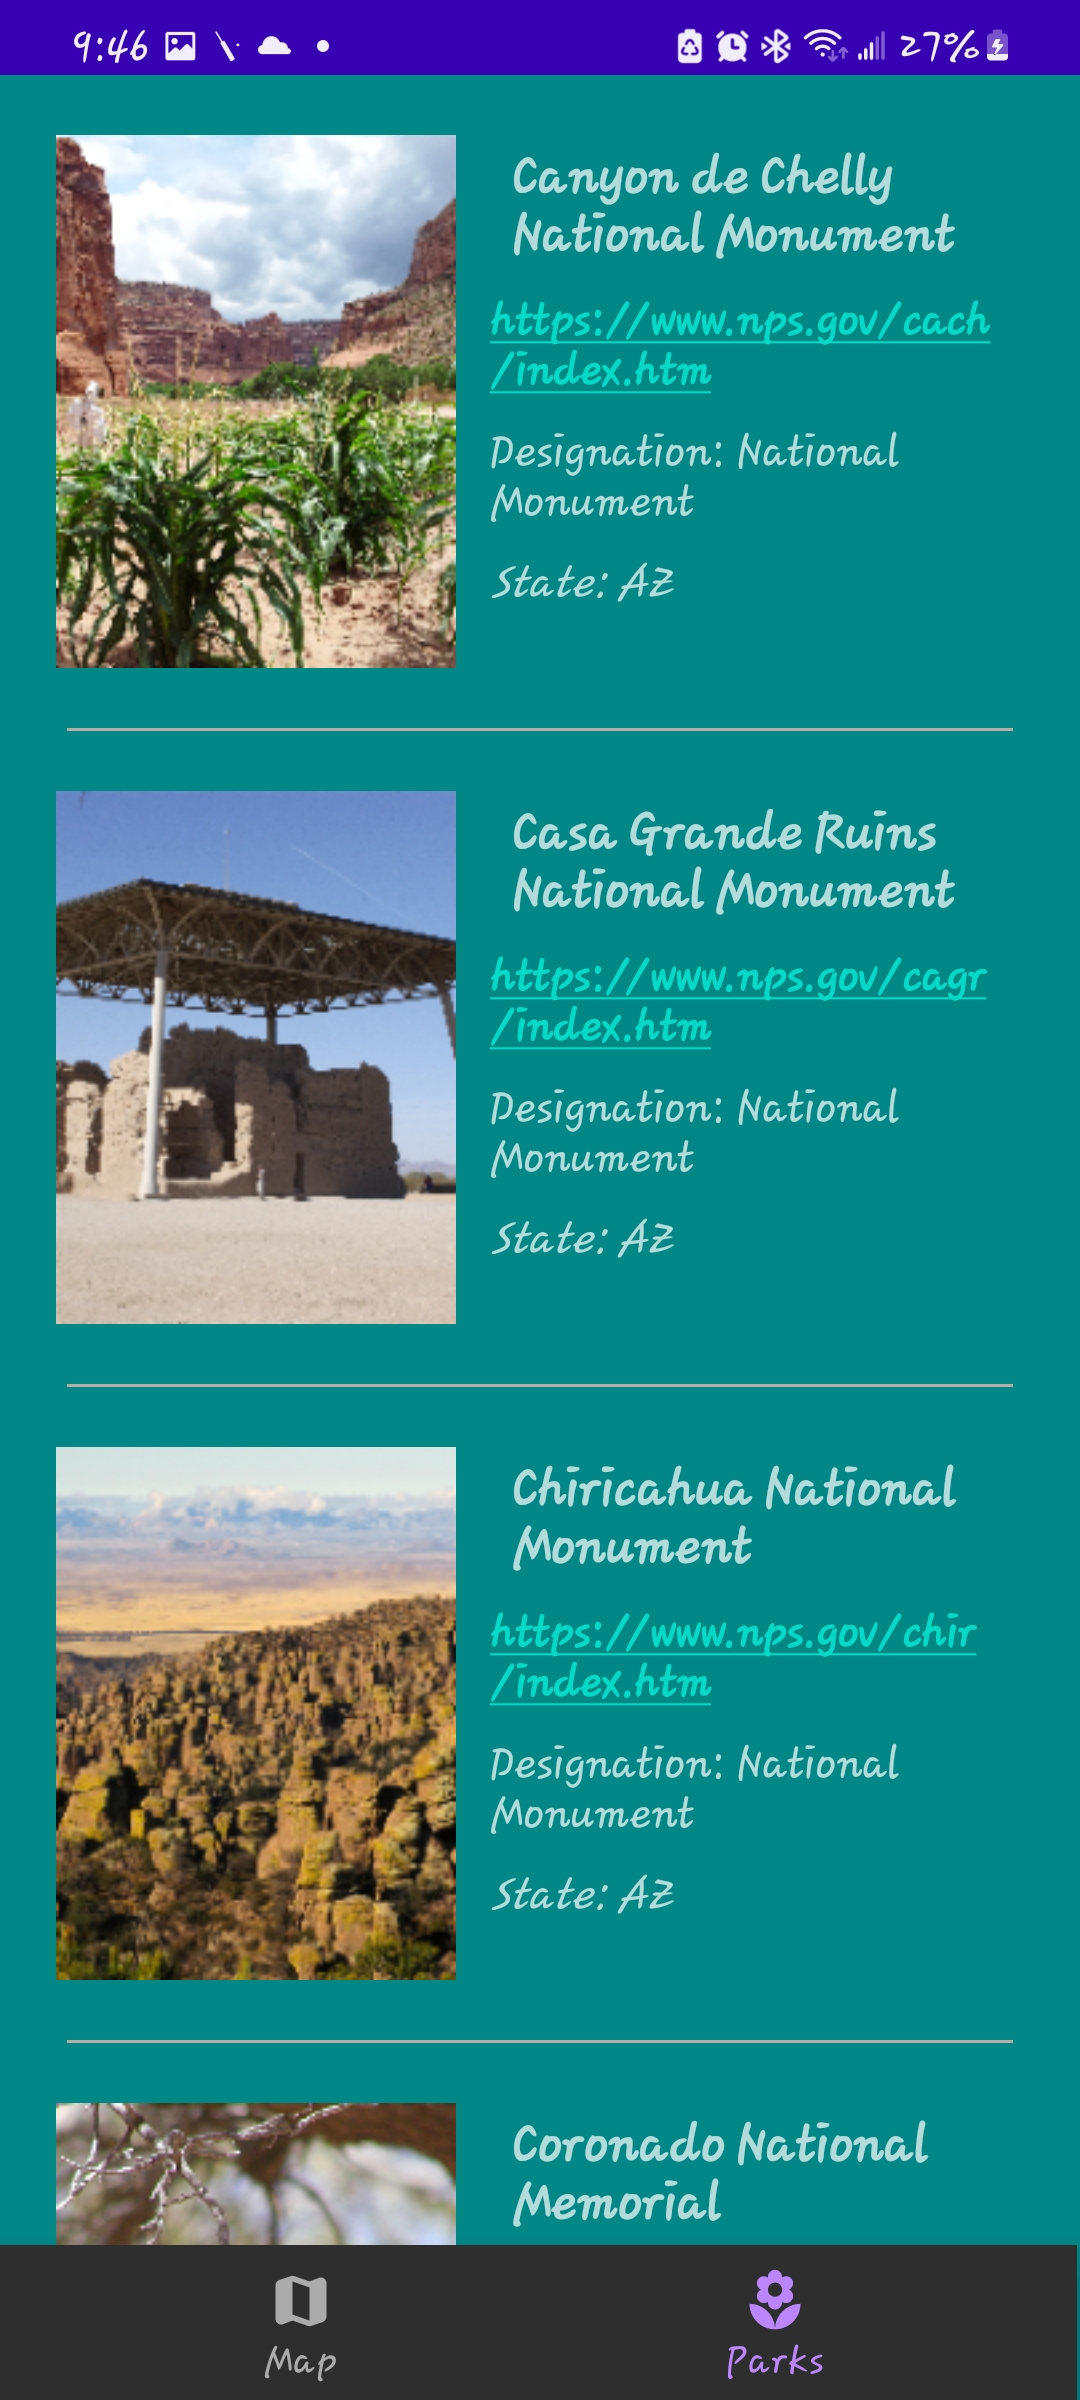 9:46
27%
Canyon de Chelly
National Monument
https://www.nps.gov/cach
/index.htm
Designation: National
Monument
State: AZ
Casa Grande Ruins
National Monument
https://www.nps.gov/cagr
/index.htm
Designation: National
Monument
State: AZ
Chiricahua National
Monument
https://www.nps.gov/chir
/index.htm
Designation: National
Monument
State: AZ
Coronado National
Memorial
Map
Parks